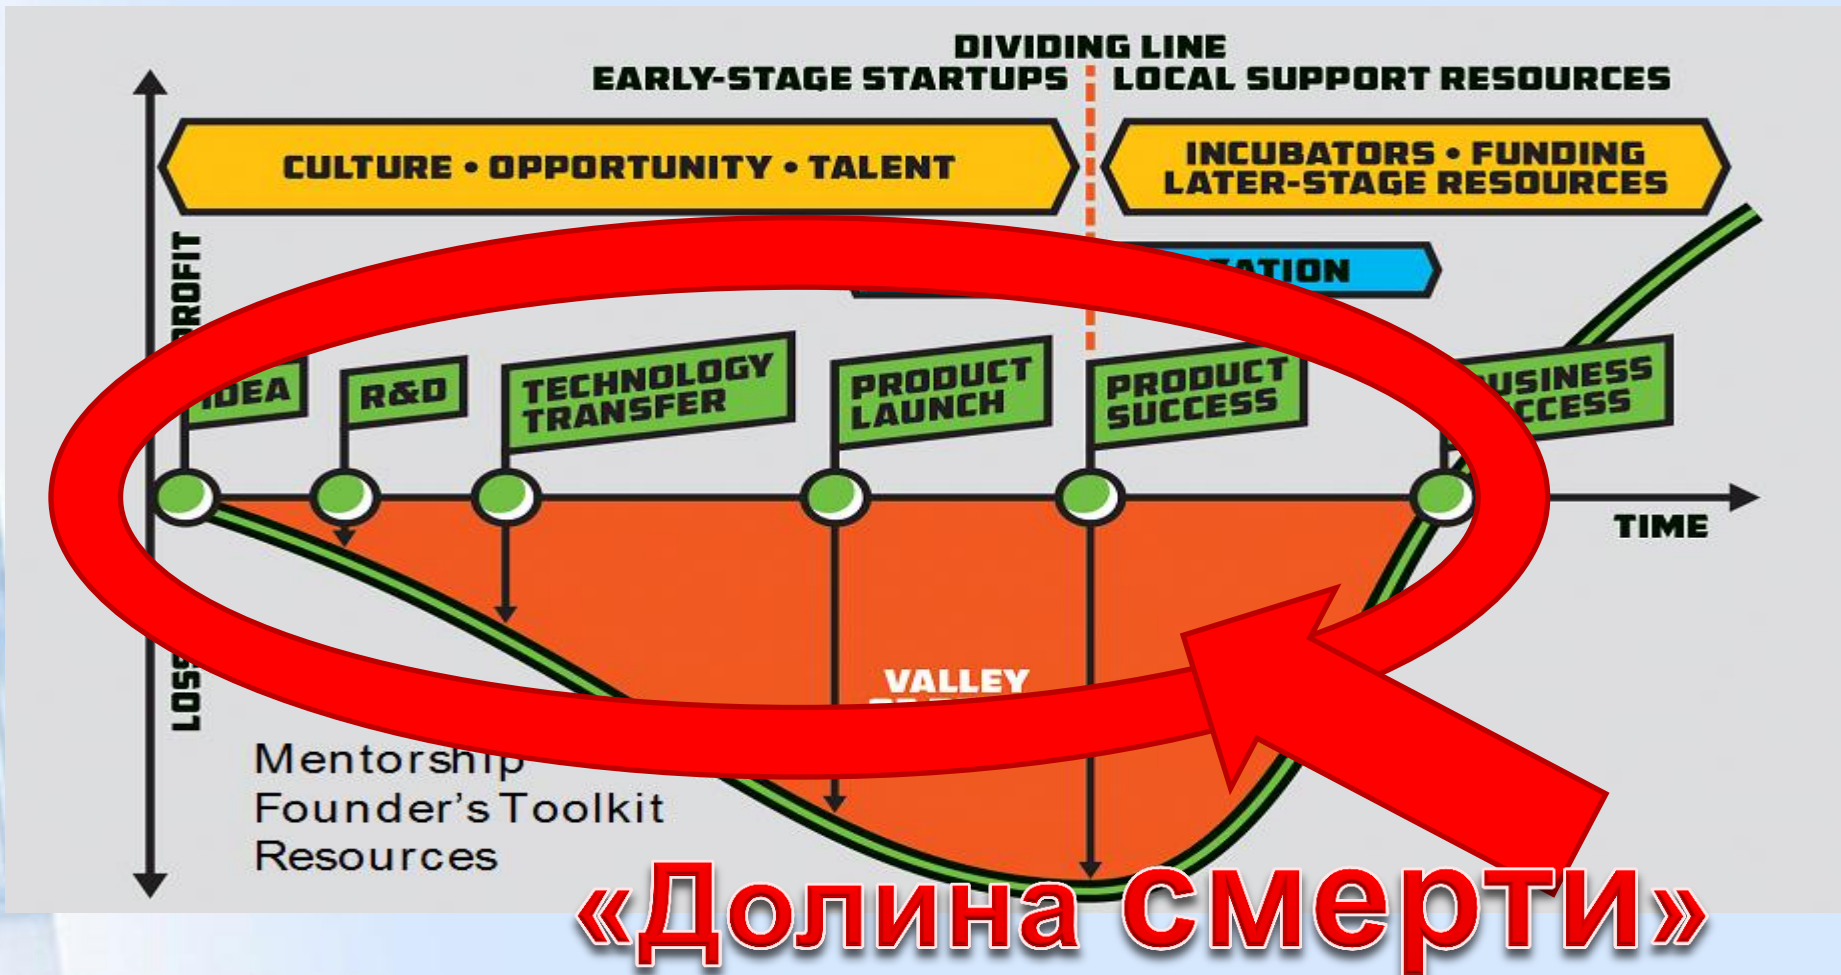 DIVIDING LINE
EARLY-STAGE STARTUPS
LOCAL SUPPORT RESOURCES
CULTURE • OPPORTUNITY • TALENT
INCUBATORS • FUNDING
LATER-STAGE RESOURCES
IDEA
R&D
TECHNOLOGY
TRANSFER
PRODUCT
LAUNCH
PRODUCT
SUCCESS
TIME
VALLEY
Mentorship
Founder's Toolkit
Resources
«Долина смерти»